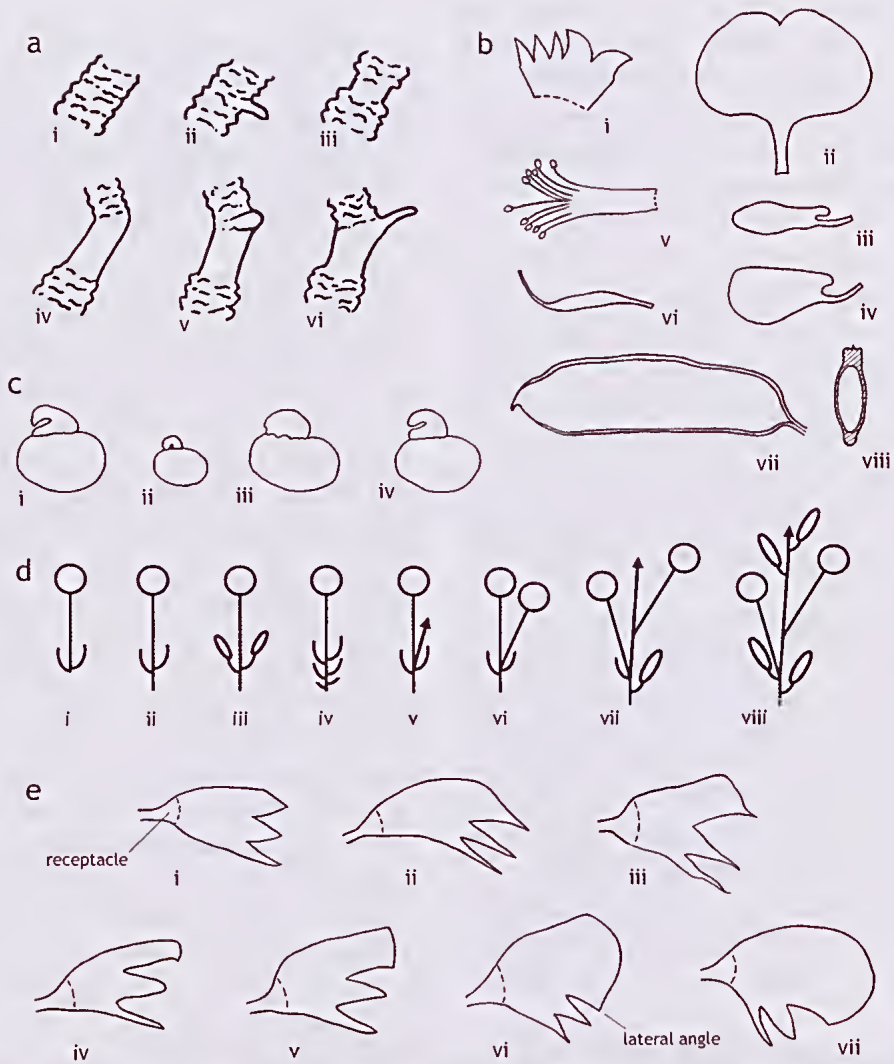 a
i ii iii
iv v vi
b
i ii
v iii
vi iv
vii viii
c
i ii iii iv
d
i ii iii iv v vi vii viii
e
receptacle
i ii iii
iv v vi vii
lateral angle